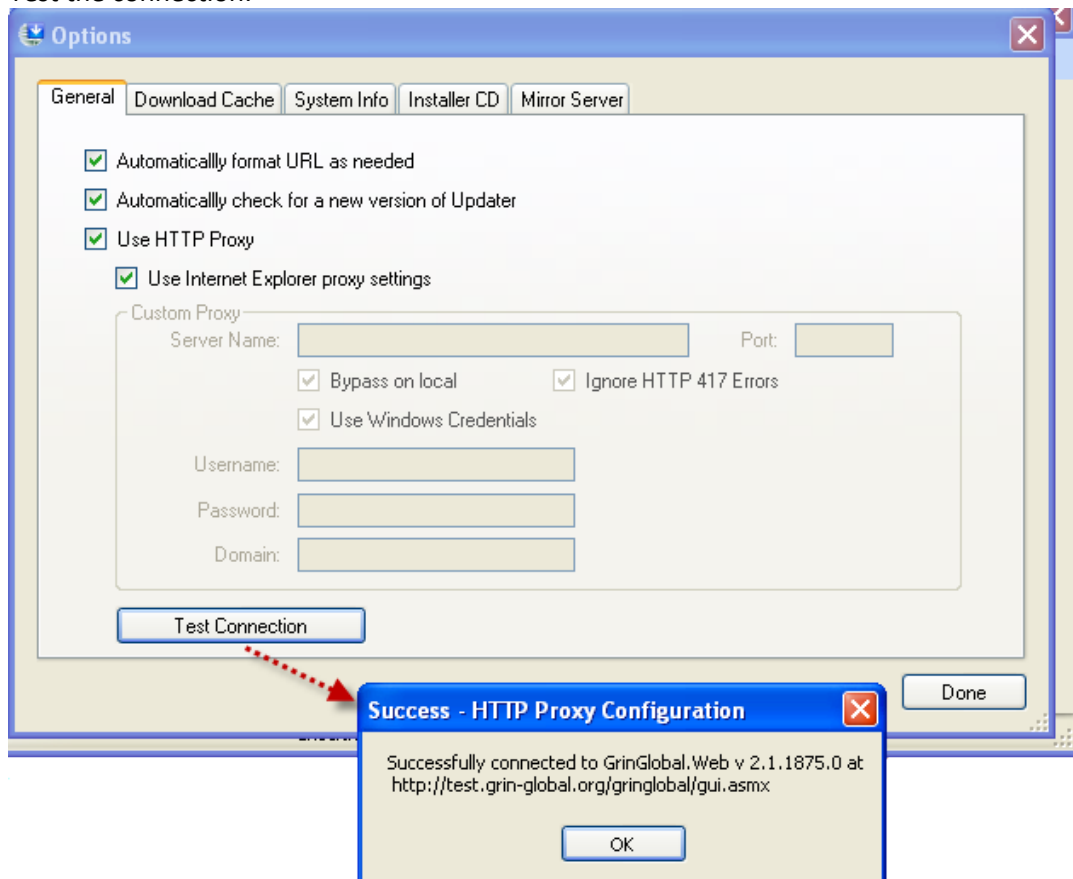 Test the connection.
Options
General Download Cache System Info Installer CD Mirror Server
Automaticallly format URL as needed
Automaticallly check for a new version of Updater
Use HTTP Proxy
Use Internet Explorer proxy settings
Custom Proxy
Server Name: Port:
Bypass on local Ignore HTTP 417 Errors
Use Windows Credentials
Username:
Password:
Domain:
Test Connection
Done
Success - HTTP Proxy Configuration
Successfully connected to GrinGlobal.Web v 2.1.1875.0 at
http://test.grin-global.org/gringlobal/gui.asmx
OK